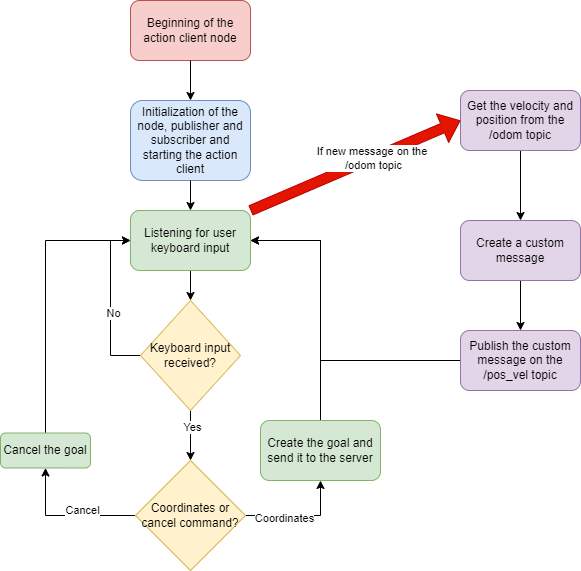 Beginning of the
action client node
Initialization of the
node, publisher and
subscriber and
starting the action
client
Get the velocity and
position from the
/odom topic
If new message on the
/odom topic
Listening for user
keyboard input
Create a custom
message
No
Keyboard input
received?
Publish the custom
message on the
/pos_vel topic
Yes
Cancel the goal
Create the goal and
send it to the server
Cancel
Coordinates or
cancel command?
Coordinates